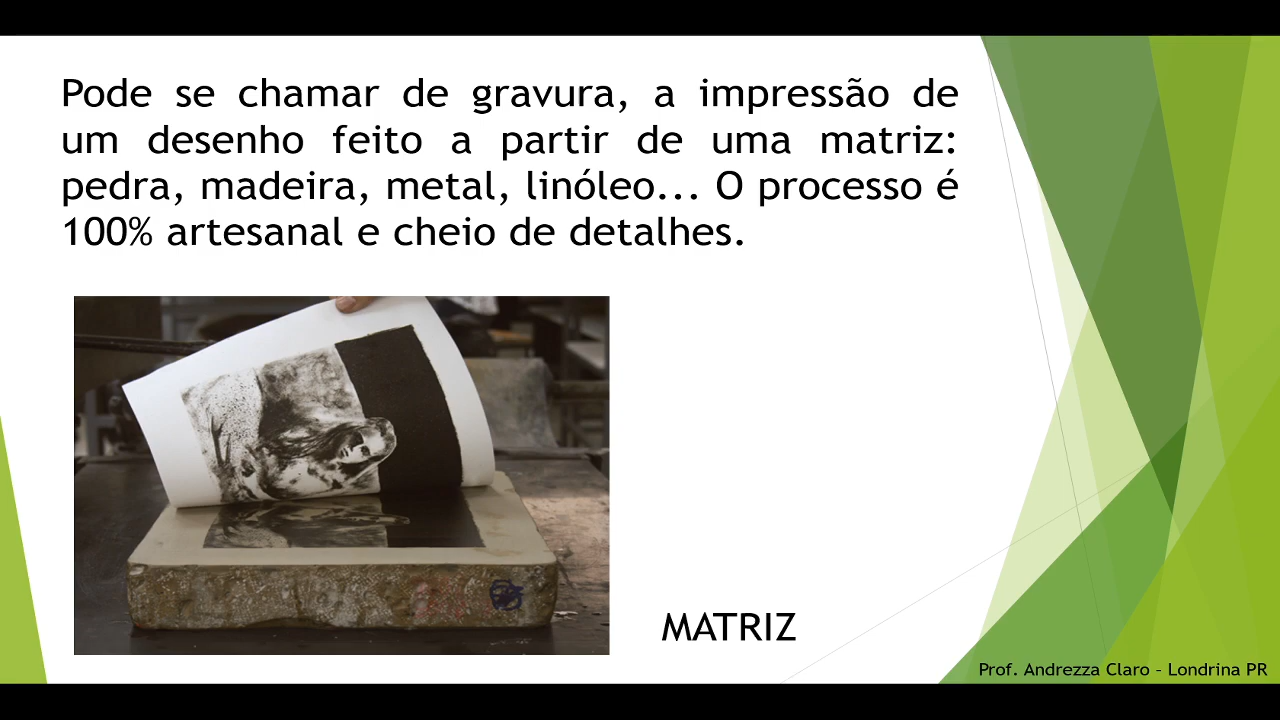 Pode se chamar de gravura, a impressão de
um desenho feito a partir de uma matriz:
pedra, madeira, metal, linóleo... O processo é
100% artesanal e cheio de detalhes.
MATRIZ
Prof. Andrezza Claro – Londrina PR